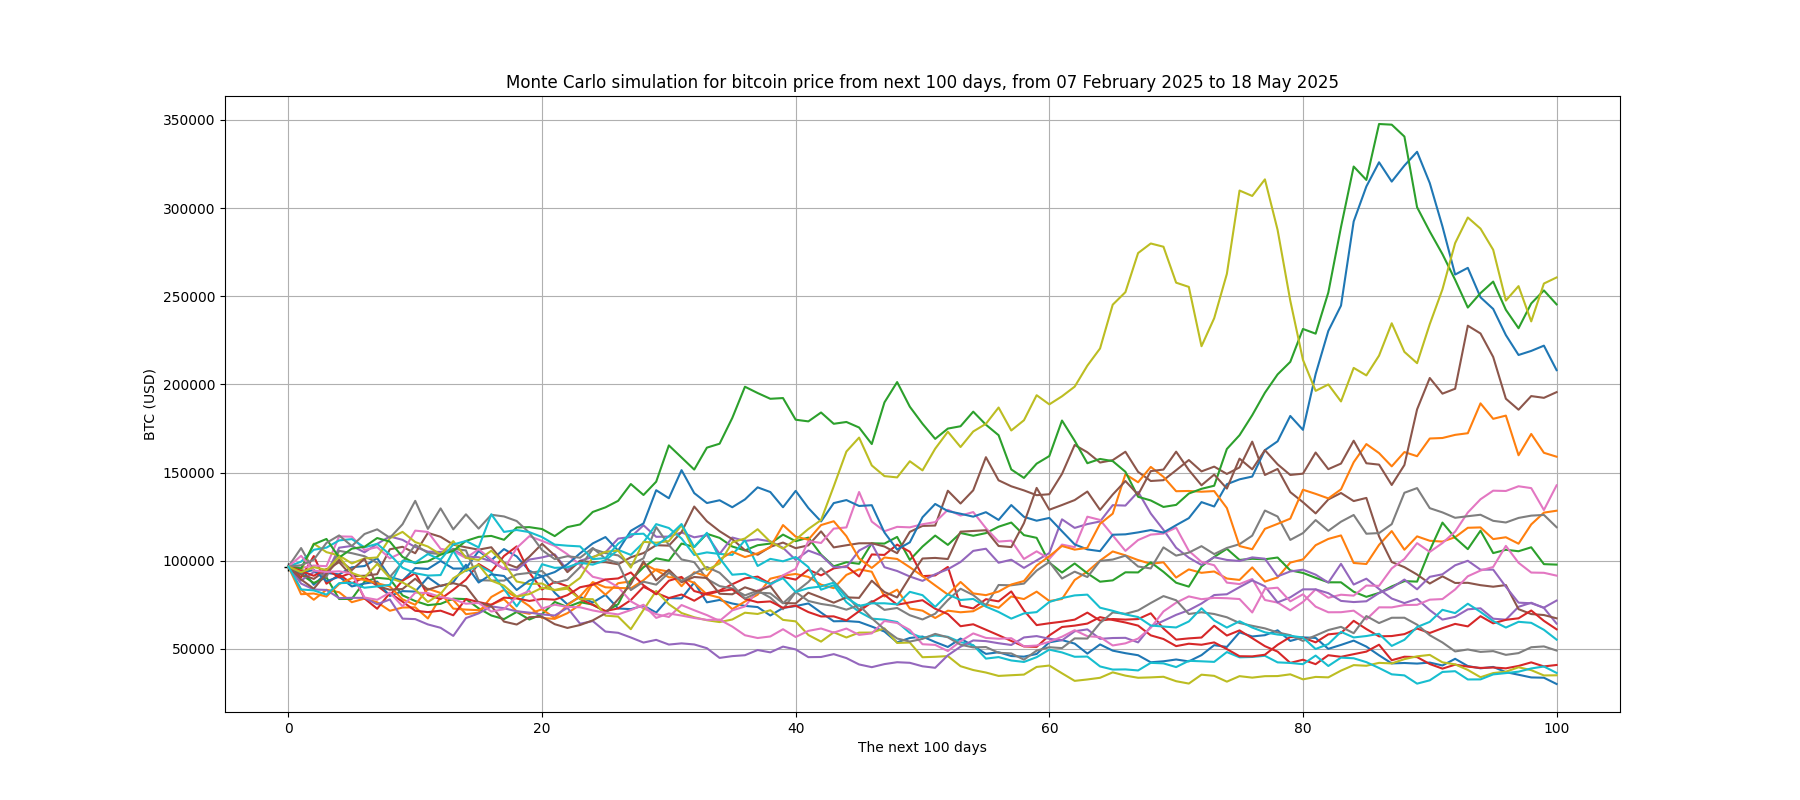 Monte Carlo simulation for bitcoin price from next 100 days, from 07 February 2025 to 18 May 2025
350000
300000
250000
200000
150000
100000
50000
BTC (USD)
0 20 40 60 80 100
The next 100 days